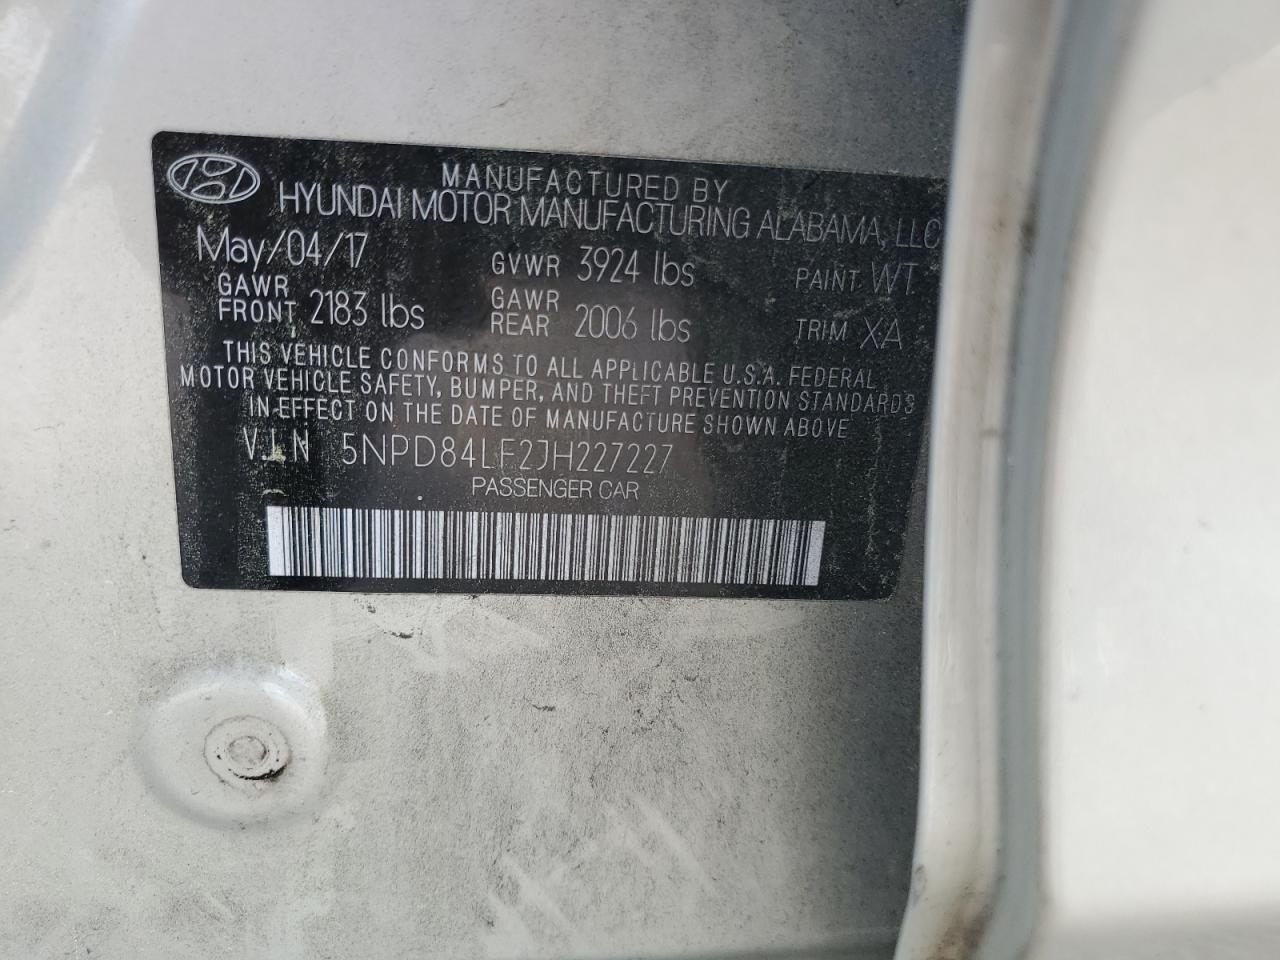 MANUFACTURED BY
HYUNDAI MOTOR MANUFACTURING ALABAMA, LLC
May/04/17 GVWR 3924 lbs PAINT WT
GAWR FRONT 2183 lbs GAWR REAR 2006 lbs TRIM XA
THIS VEHICLE CONFORMS TO ALL APPLICABLE U.S.A. FEDERAL
MOTOR VEHICLE SAFETY, BUMPER, AND THEFT PREVENTION STANDARDS
IN EFFECT ON THE DATE OF MANUFACTURE SHOWN ABOVE
V.I.N 5NPD84LF2JH227227
PASSENGER CAR